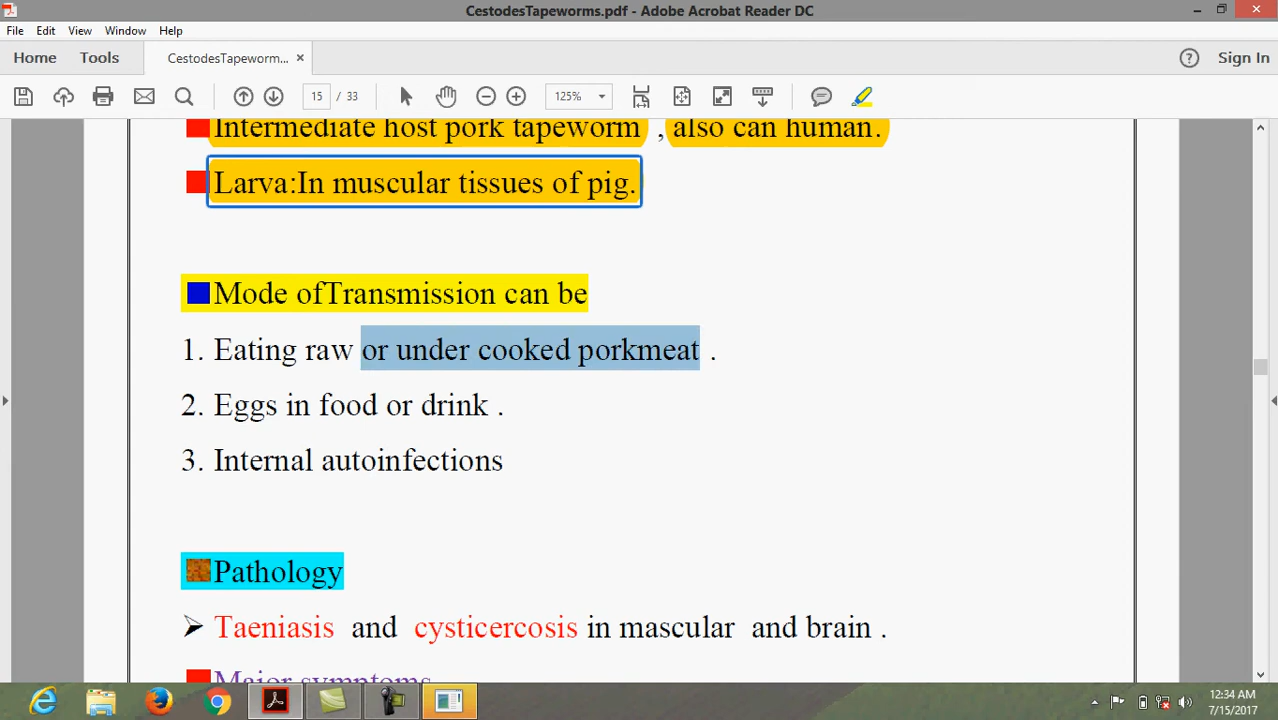 CestodesTapeworms.pdf - Adobe Acrobat Reader DC
File Edit View Window Help
Home Tools CestodesTapeworm... × Sign In
15 / 33 125%
Intermediate host pork tapeworm , also can human.
Larva:In muscular tissues of pig.
Mode ofTransmission can be
1. Eating raw or under cooked porkmeat .
2. Eggs in food or drink .
3. Internal autoinfections
Pathology
➢ Taeniasis and cysticercosis in mascular and brain .
Major symptoms
12:34 AM
7/15/2017